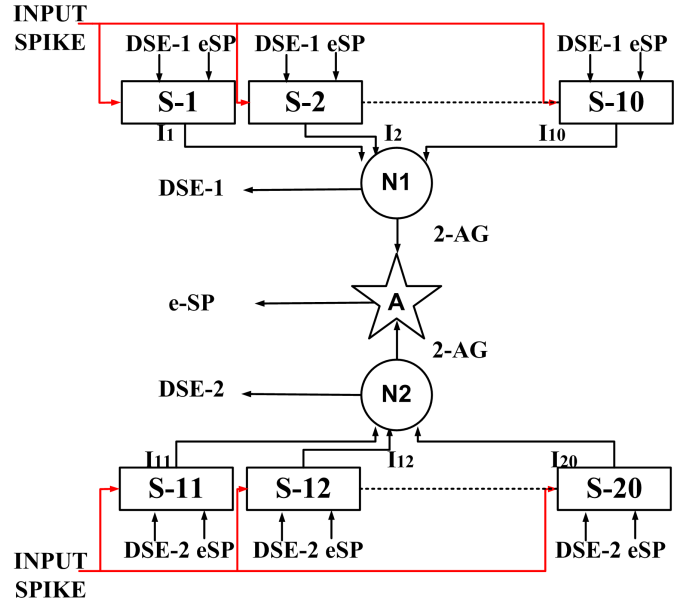 INPUT
SPIKE
DSE-1 eSP DSE-1 eSP DSE-1 eSP
S-1 S-2 S-10
I1 I2 I10
N1
DSE-1
2-AG
A
e-SP
2-AG
N2
DSE-2
I11 I12 I20
S-11 S-12 S-20
DSE-2 eSP DSE-2 eSP DSE-2 eSP
INPUT
SPIKE